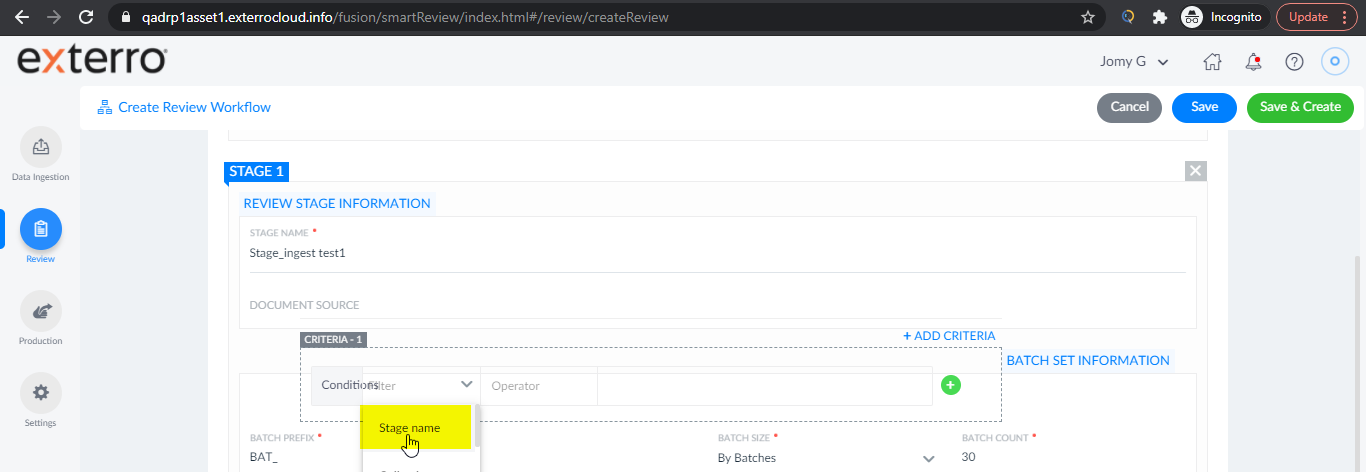 qadrp1asset1.exterrocloud.info/fusion/smartReview/index.html#/review/createReview
Incognito
Update
exterro
Jomy G
Create Review Workflow
Cancel
Save
Save & Create
Data Ingestion
Review
Production
Settings
STAGE 1
REVIEW STAGE INFORMATION
STAGE NAME *
Stage_ingest test1
DOCUMENT SOURCE
CRITERIA - 1
+ ADD CRITERIA
BATCH SET INFORMATION
Conditions
Filter
Operator
Stage name
BATCH PREFIX *
BAT_
BATCH SIZE *
By Batches
BATCH COUNT *
30